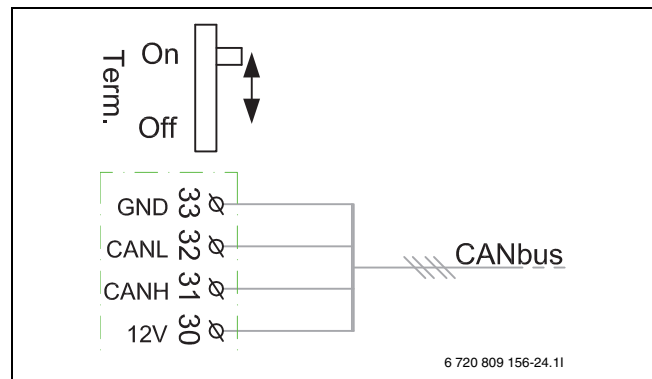 On
Term.
Off
GND 33
CANL 32
CANH 31
12V 30
CANbus
6 720 809 156-24.1I